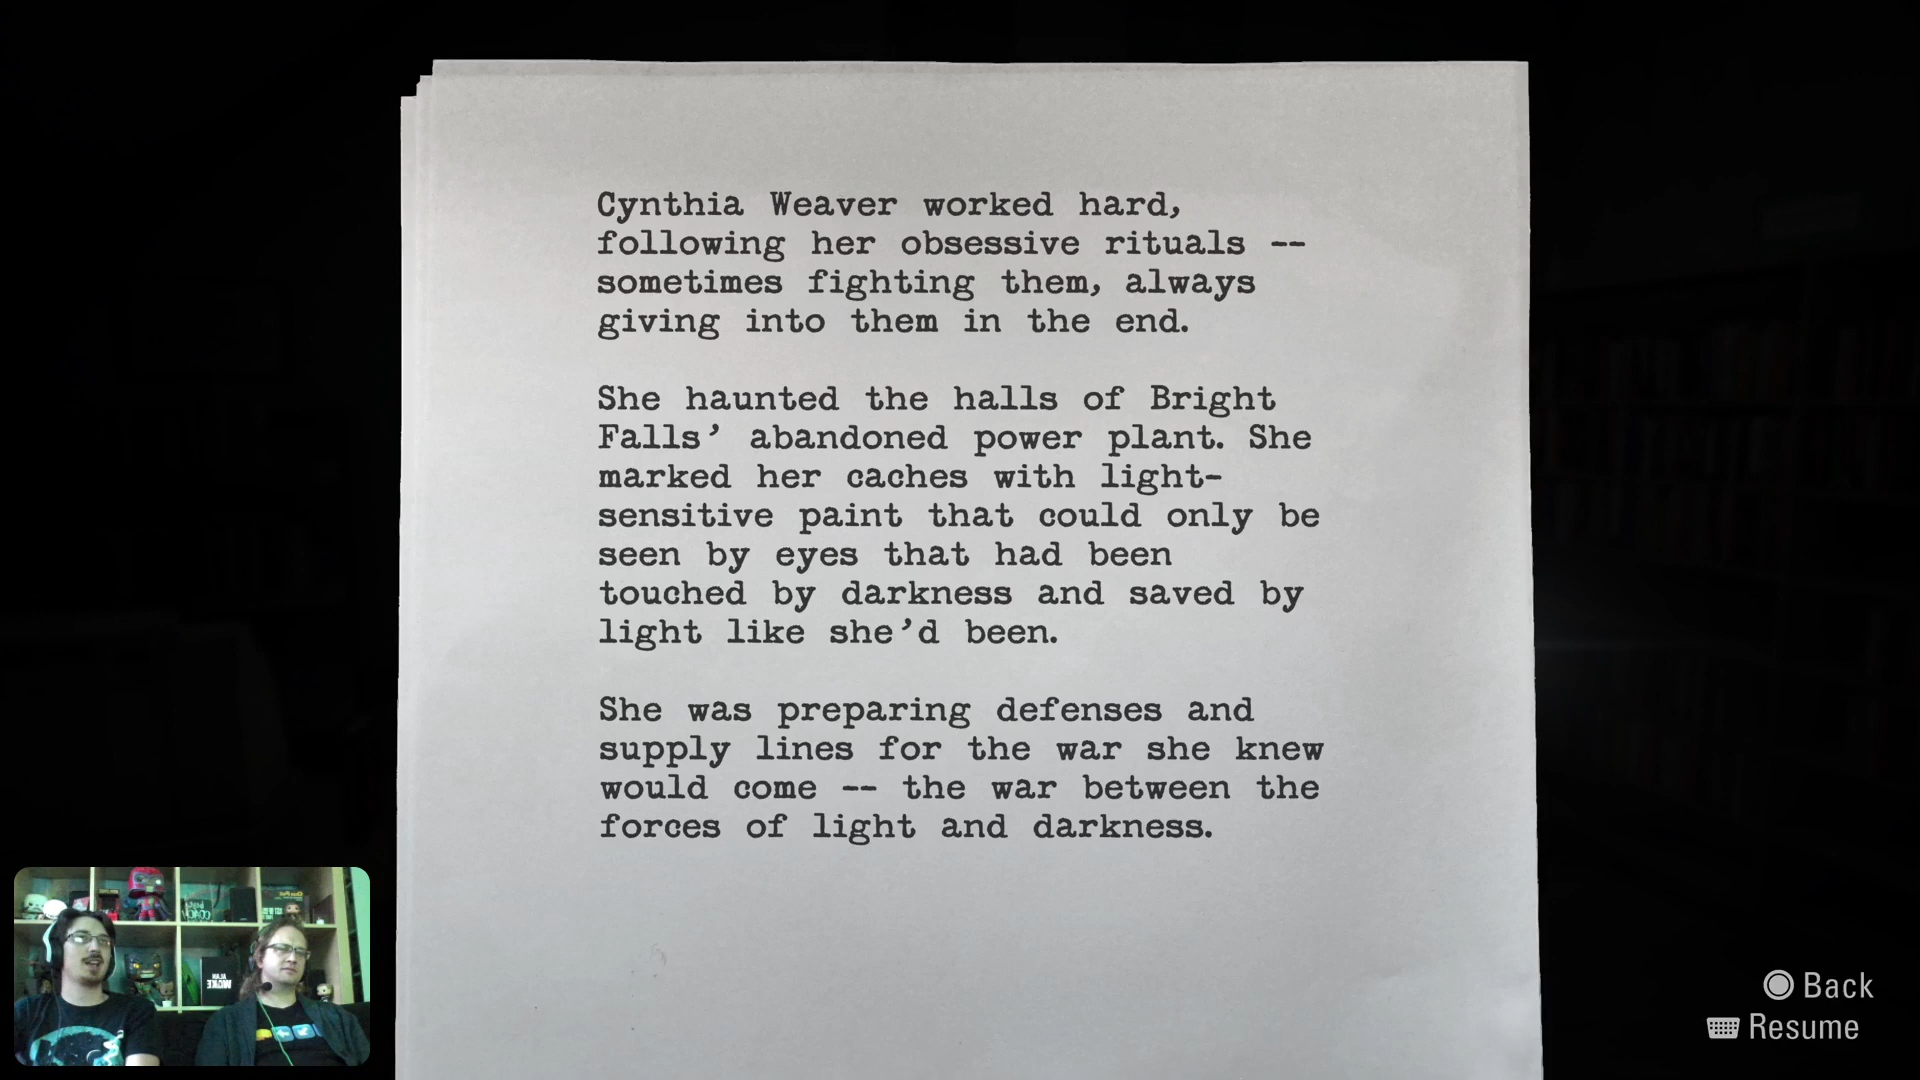 Cynthia Weaver worked hard,
following her obsessive rituals --
sometimes fighting them, always
giving into them in the end.
She haunted the halls of Bright
Falls’ abandoned power plant. She
marked her caches with light-
sensitive paint that could only be
seen by eyes that had been
touched by darkness and saved by
light like she’d been.
She was preparing defenses and
supply lines for the war she knew
would come -- the war between the
forces of light and darkness.
ALAN
WAKE
Back
Resume